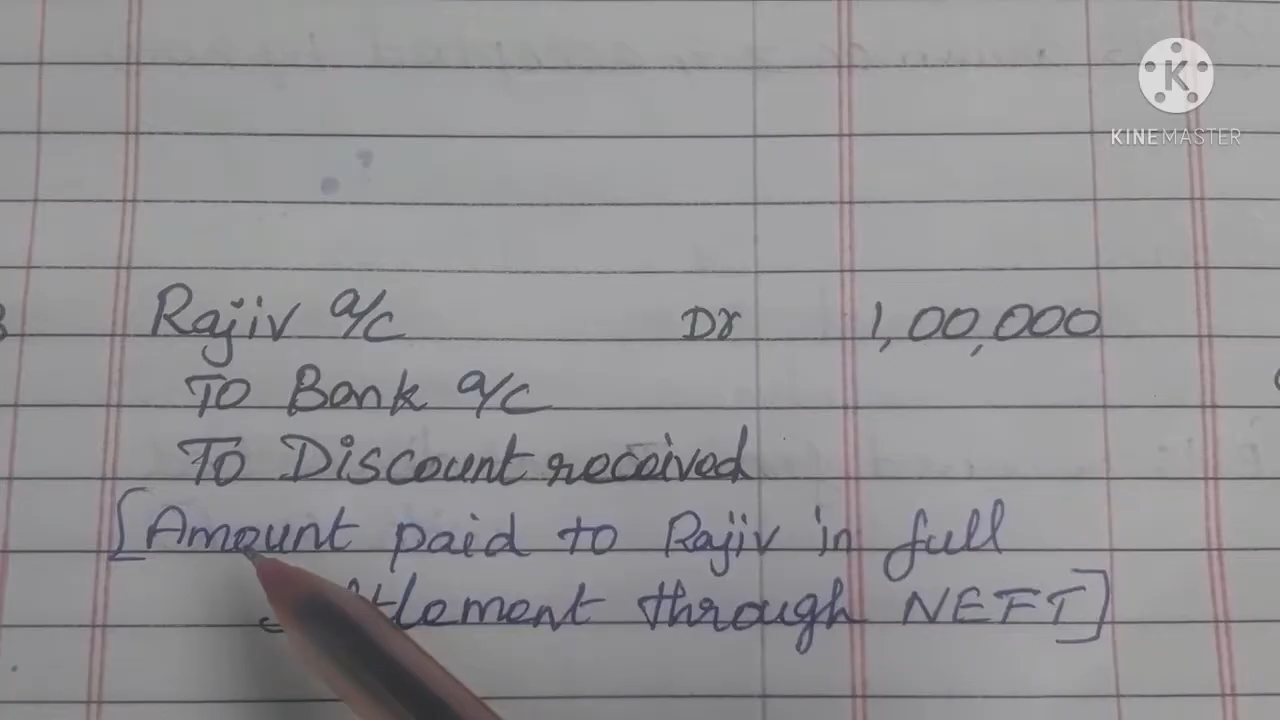 KINEMASTER
Rajiv a/c Dr 1,00,000
To Bank a/c
To Discount received
[Amount paid to Rajiv in full
settlement through NEFT]